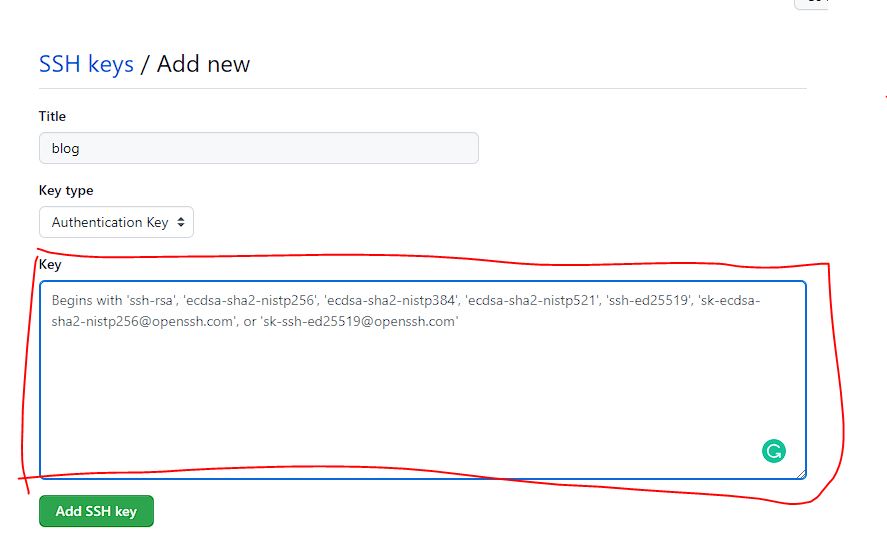 SSH keys / Add new
Title
blog
Key type
Authentication Key
Key
Begins with 'ssh-rsa', 'ecdsa-sha2-nistp256', 'ecdsa-sha2-nistp384', 'ecdsa-sha2-nistp521', 'ssh-ed25519', 'sk-ecdsa-
sha2-nistp256@openssh.com', or 'sk-ssh-ed25519@openssh.com'
Add SSH key